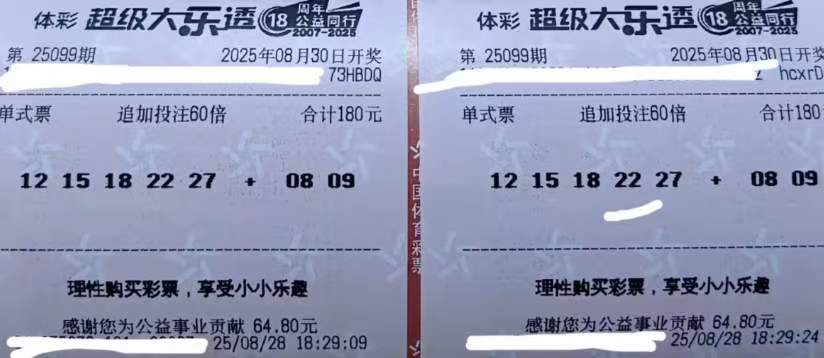 体彩 超级大乐透 18周年公益同行 2007-2025
第 25099期 2025年08月30日开奖
73HBDQ
单式票 追加投注60倍 合计180元
12 15 18 22 27 + 08 09
理性购买彩票，享受小小乐趣
感谢您为公益事业贡献 64.80元
25/08/28 18:29:09
中国体育彩票
体彩 超级大乐透 18周年公益同行 2007-2025
第 25099期 2025年08月30日开奖
hcxrD
单式票 追加投注60倍 合计180
12 15 18 22 27 + 08 09
理性购买彩票，享受小小乐趣
感谢您为公益事业贡献 64.80元
25/08/28 18:29:24